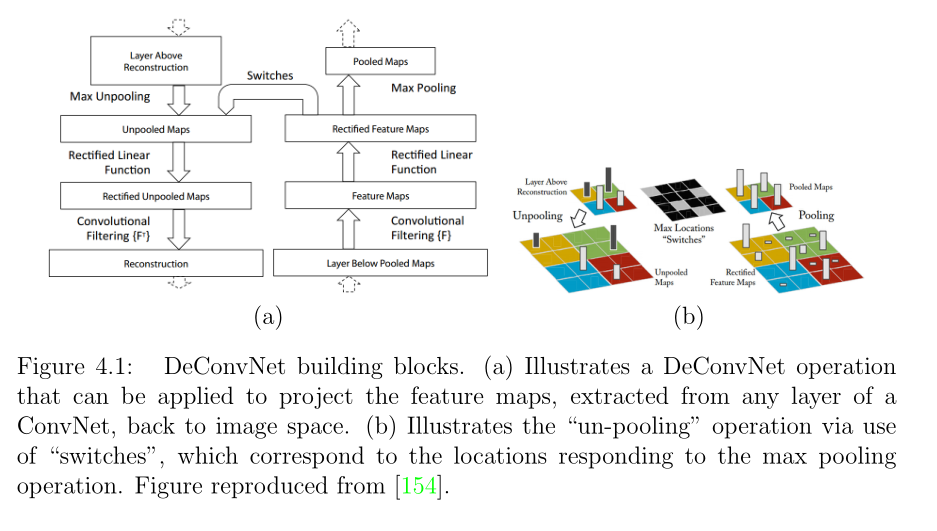 Layer Above
Reconstruction
Max Unpooling
Unpooled Maps
Rectified Linear
Function
Rectified Unpooled Maps
Convolutional
Filtering {Fᵀ}
Reconstruction
Switches
Pooled Maps
Max Pooling
Rectified Feature Maps
Rectified Linear
Function
Feature Maps
Convolutional
Filtering {F}
Layer Below Pooled Maps
(a)
Layer Above
Reconstruction
Unpooling
Unpooled
Maps
Max Locations
“Switches”
Pooled Maps
Pooling
Rectified
Feature Maps
(b)
Figure 4.1: DeConvNet building blocks. (a) Illustrates a DeConvNet operation
that can be applied to project the feature maps, extracted from any layer of a
ConvNet, back to image space. (b) Illustrates the “un-pooling” operation via use
of “switches”, which correspond to the locations responding to the max pooling
operation. Figure reproduced from [154].